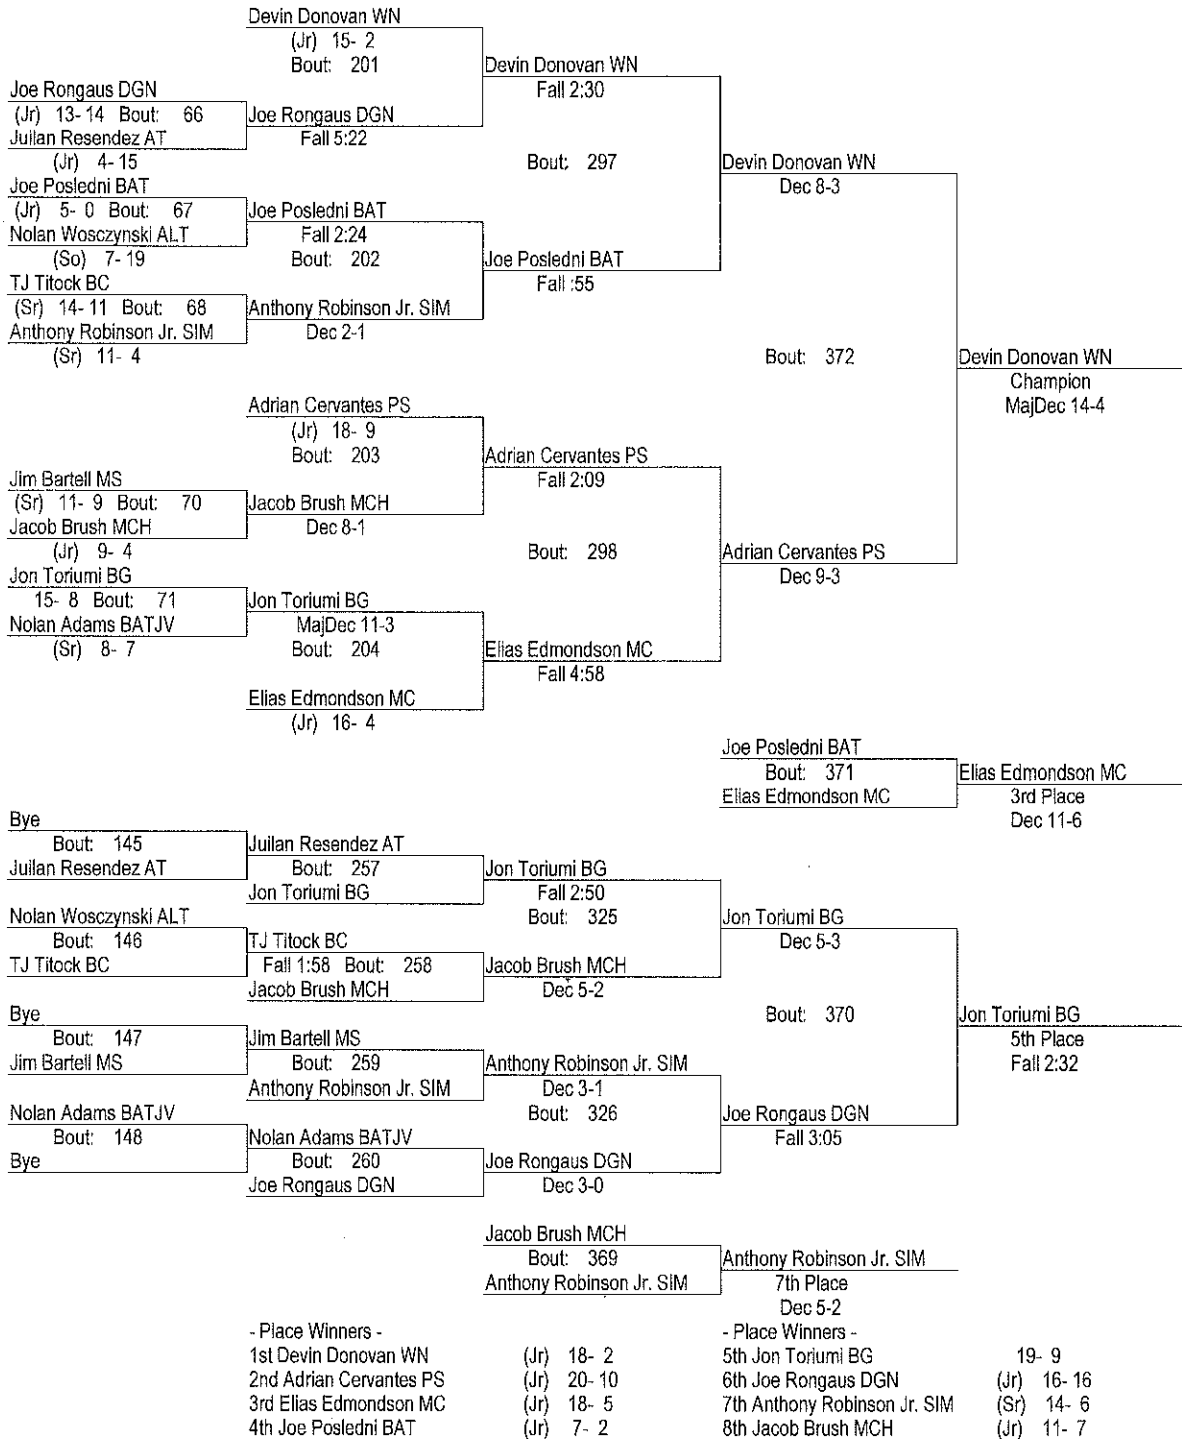 Devin Donovan WN
(Jr) 15- 2
Bout: 201
Devin Donovan WN
Fall 2:30
Joe Rongaus DGN
(Jr) 13- 14 Bout: 66
Joe Rongaus DGN
Juilan Resendez AT
Fall 5:22
(Jr) 4- 15
Bout: 297
Devin Donovan WN
Dec 8-3
Joe Posledni BAT
(Jr) 5- 0 Bout: 67
Joe Posledni BAT
Nolan Wosczynski ALT
Fall 2:24
(So) 7- 19
Bout: 202
Joe Posledni BAT
Fall :55
TJ Titock BC
(Sr) 14- 11 Bout: 68
Anthony Robinson Jr. SIM
Anthony Robinson Jr. SIM
Dec 2-1
(Sr) 11- 4
Bout: 372
Devin Donovan WN
Champion
MajDec 14-4
Adrian Cervantes PS
(Jr) 18- 9
Bout: 203
Adrian Cervantes PS
Fall 2:09
Jim Bartell MS
(Sr) 11- 9 Bout: 70
Jacob Brush MCH
Jacob Brush MCH
Dec 8-1
(Jr) 9- 4
Bout: 298
Adrian Cervantes PS
Dec 9-3
Jon Toriumi BG
15- 8 Bout: 71
Jon Toriumi BG
Nolan Adams BATJV
MajDec 11-3
(Sr) 8- 7
Bout: 204
Elias Edmondson MC
Fall 4:58
Elias Edmondson MC
(Jr) 16- 4
Joe Posledni BAT
Bout: 371
Elias Edmondson MC
Elias Edmondson MC
3rd Place
Dec 11-6
Bye
Bout: 145
Juilan Resendez AT
Juilan Resendez AT
Bout: 257
Jon Toriumi BG
Jon Toriumi BG
Fall 2:50
Bout: 325
Jon Toriumi BG
Dec 5-3
Nolan Wosczynski ALT
Bout: 146
TJ Titock BC
TJ Titock BC
Fall 1:58 Bout: 258
Jacob Brush MCH
Jacob Brush MCH
Dec 5-2
Bout: 370
Jon Toriumi BG
5th Place
Fall 2:32
Bye
Bout: 147
Jim Bartell MS
Jim Bartell MS
Bout: 259
Anthony Robinson Jr. SIM
Anthony Robinson Jr. SIM
Dec 3-1
Bout: 326
Joe Rongaus DGN
Fall 3:05
Nolan Adams BATJV
Bout: 148
Bye
Nolan Adams BATJV
Bout: 260
Joe Rongaus DGN
Joe Rongaus DGN
Dec 3-0
Jacob Brush MCH
Bout: 369
Anthony Robinson Jr. SIM
Anthony Robinson Jr. SIM
7th Place
Dec 5-2
- Place Winners -
1st Devin Donovan WN (Jr) 18- 2
2nd Adrian Cervantes PS (Jr) 20- 10
3rd Elias Edmondson MC (Jr) 18- 5
4th Joe Posledni BAT (Jr) 7- 2
- Place Winners -
5th Jon Toriumi BG 19- 9
6th Joe Rongaus DGN (Jr) 16- 16
7th Anthony Robinson Jr. SIM (Sr) 14- 6
8th Jacob Brush MCH (Jr) 11- 7